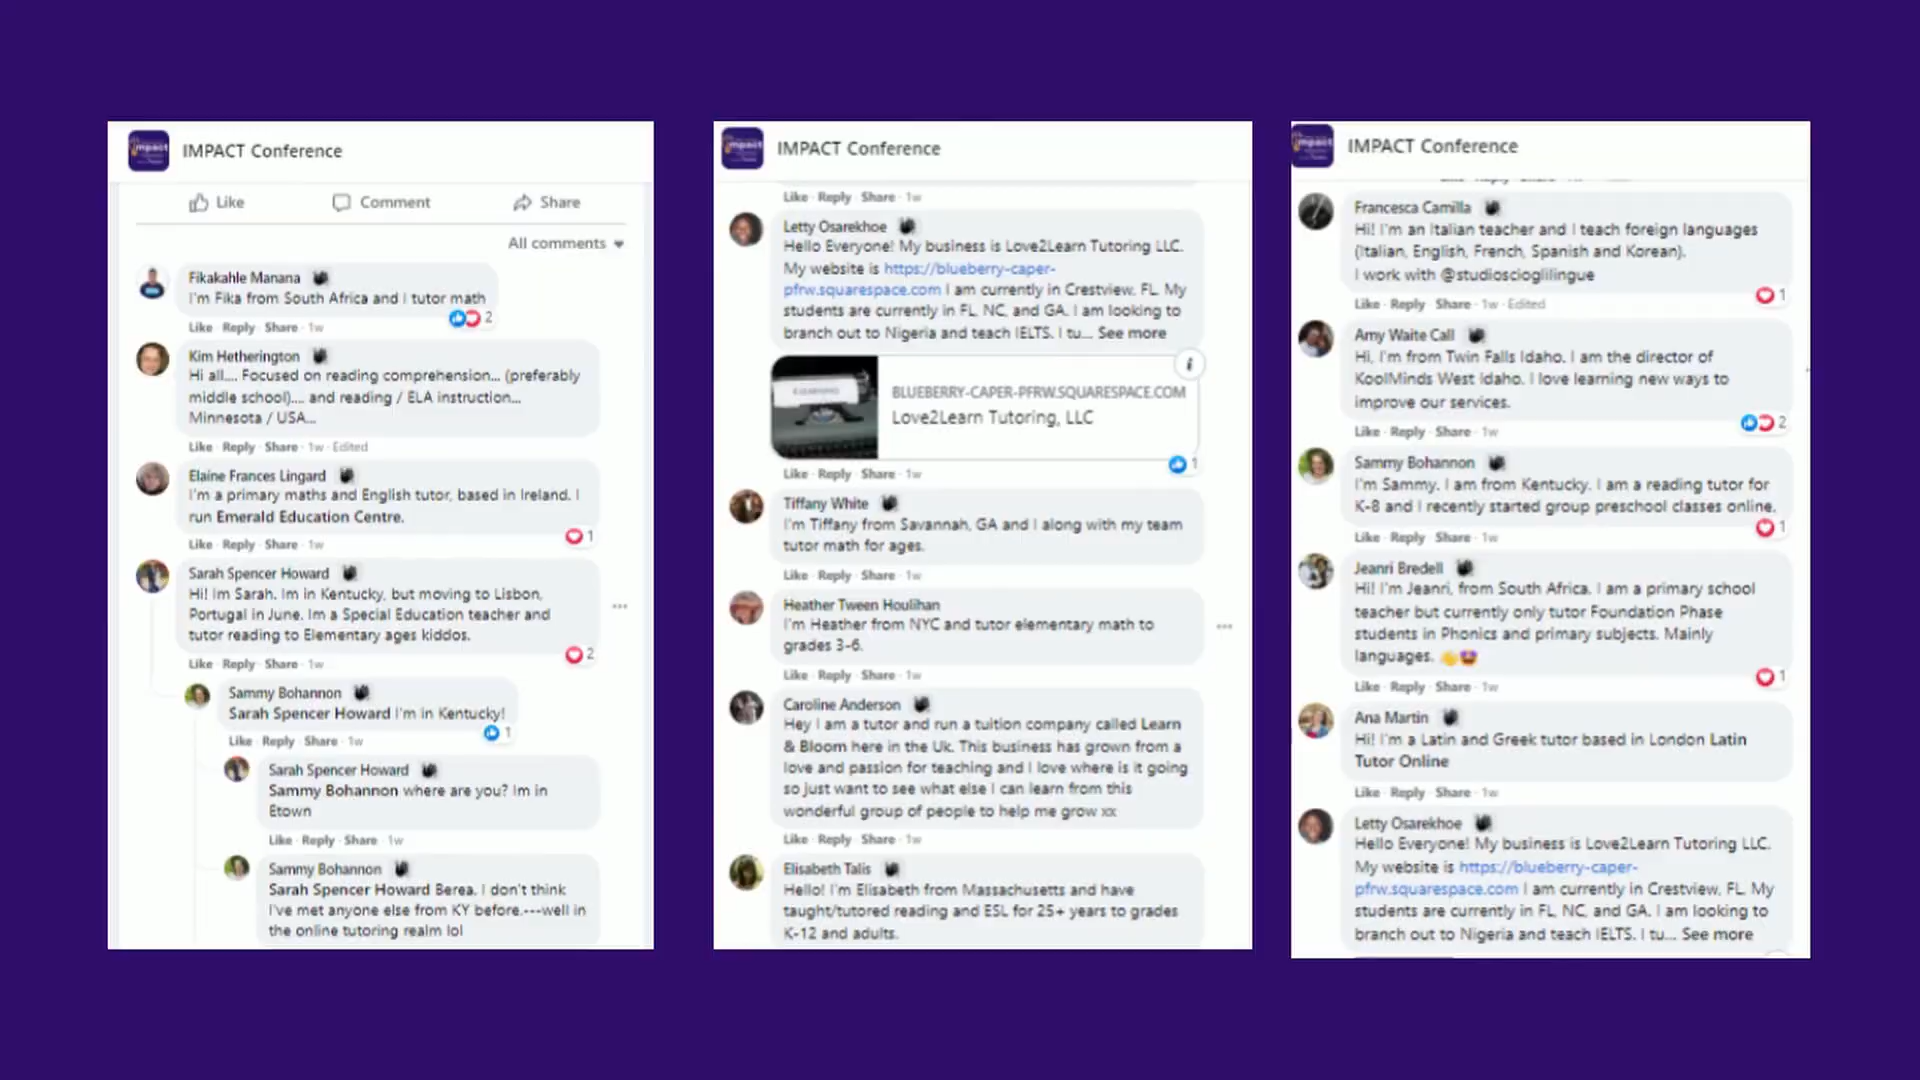 impact
IMPACT Conference
Like Comment Share
All comments
Fikakahle Manana
I'm Fika from South Africa and I tutor math
2
Like · Reply · Share · 1w
Kim Hetherington
Hi all.... Focused on reading comprehension... (preferably
middle school).... and reading / ELA instruction...
Minnesota / USA...
Like · Reply · Share · 1w · Edited
Elaine Frances Lingard
I'm a primary maths and English tutor, based in Ireland. I
run Emerald Education Centre.
1
Like · Reply · Share · 1w
Sarah Spencer Howard
Hi! Im Sarah. Im in Kentucky, but moving to Lisbon,
Portugal in June. Im a Special Education teacher and
tutor reading to Elementary ages kiddos.
2
Like · Reply · Share · 1w
Sammy Bohannon
Sarah Spencer Howard I'm in Kentucky!
1
Like · Reply · Share · 1w
Sarah Spencer Howard
Sammy Bohannon where are you? Im in
Etown
Like · Reply · Share · 1w
Sammy Bohannon
Sarah Spencer Howard Berea. I don't think
I've met anyone else from KY before.---well in
the online tutoring realm lol
impact
IMPACT Conference
Like · Reply · Share · 1w
Letty Osarekhoe
Hello Everyone! My business is Love2Learn Tutoring LLC.
My website is https://blueberry-caper-
pfrw.squarespace.com I am currently in Crestview, FL. My
students are currently in FL, NC, and GA. I am looking to
branch out to Nigeria and teach IELTS. I tu... See more
BLUEBERRY-CAPER-PFRW.SQUARESPACE.COM
Love2Learn Tutoring, LLC
1
Like · Reply · Share · 1w
Tiffany White
I'm Tiffany from Savannah, GA and I along with my team
tutor math for ages.
Like · Reply · Share · 1w
Heather Tween Houlihan
I'm Heather from NYC and tutor elementary math to
grades 3-6.
Like · Reply · Share · 1w
Caroline Anderson
Hey I am a tutor and run a tuition company called Learn
& Bloom here in the Uk. This business has grown from a
love and passion for teaching and I love where is it going
so just want to see what else I can learn from this
wonderful group of people to help me grow xx
Like · Reply · Share · 1w
Elisabeth Talis
Hello! I'm Elisabeth from Massachusetts and have
taught/tutored reading and ESL for 25+ years to grades
K-12 and adults.
impact
IMPACT Conference
Francesca Camilla
Hi! I'm an Italian teacher and I teach foreign languages
(Italian, English, French, Spanish and Korean).
I work with @studioscioglilingue
1
Like · Reply · Share · 1w · Edited
Amy Waite Call
Hi, I'm from Twin Falls Idaho. I am the director of
KoolMinds West Idaho. I love learning new ways to
improve our services.
2
Like · Reply · Share · 1w
Sammy Bohannon
I'm Sammy. I am from Kentucky. I am a reading tutor for
K-8 and I recently started group preschool classes online.
1
Like · Reply · Share · 1w
Jeanri Bredell
Hi! I'm Jeanri, from South Africa. I am a primary school
teacher but currently only tutor Foundation Phase
students in Phonics and primary subjects. Mainly
languages. 👋🤩
1
Like · Reply · Share · 1w
Ana Martin
Hi! I'm a Latin and Greek tutor based in London Latin
Tutor Online
Like · Reply · Share · 1w
Letty Osarekhoe
Hello Everyone! My business is Love2Learn Tutoring LLC.
My website is https://blueberry-caper-
pfrw.squarespace.com I am currently in Crestview, FL. My
students are currently in FL, NC, and GA. I am looking to
branch out to Nigeria and teach IELTS. I tu... See more